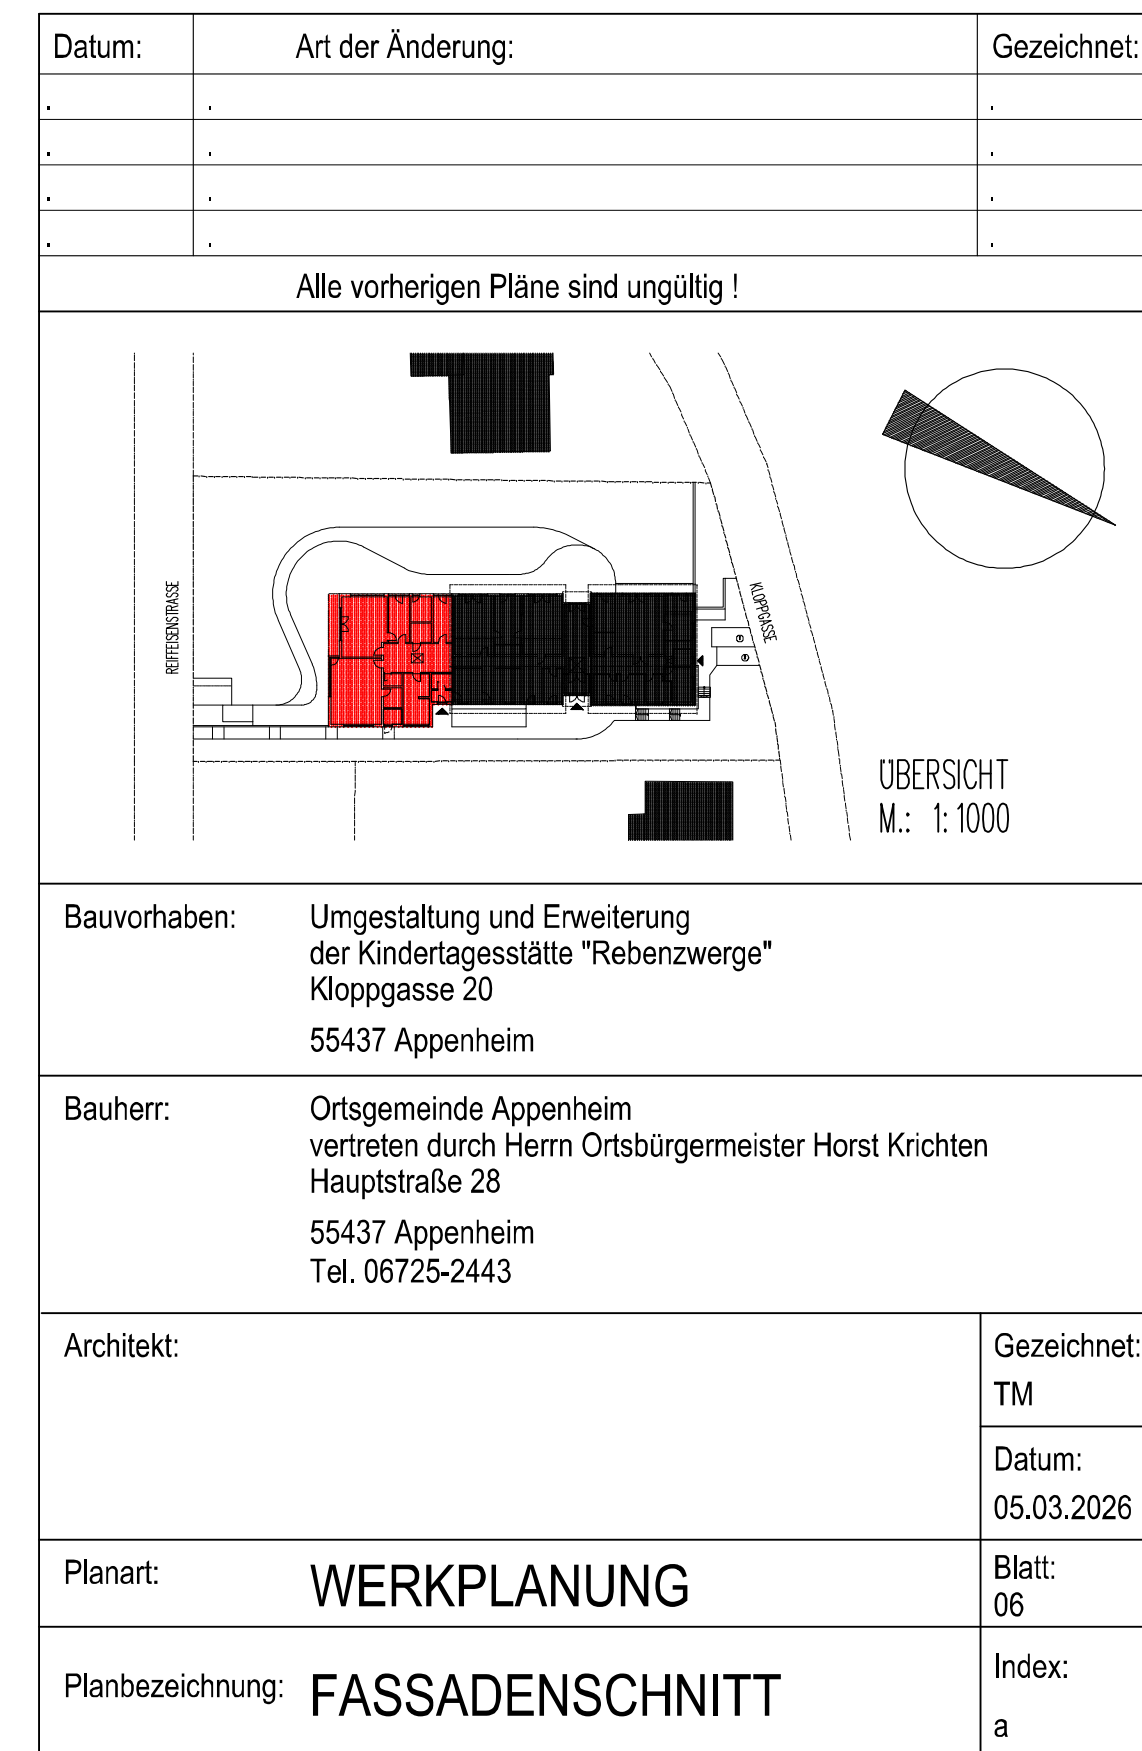 Datum: Art der Änderung: Gezeichnet:
. . .
. . .
. . .
. . .
Alle vorherigen Pläne sind ungültig !
REIFFEISENSTRASSE
KLOPPGASSE
ÜBERSICHT
M.: 1:1000
Bauvorhaben: Umgestaltung und Erweiterung
der Kindertagesstätte "Rebenzwerge"
Kloppgasse 20
55437 Appenheim
Bauherr: Ortsgemeinde Appenheim
vertreten durch Herrn Ortsbürgermeister Horst Krichten
Hauptstraße 28
55437 Appenheim
Tel. 06725-2443
Architekt:
Gezeichnet:
TM
Datum:
05.03.2026
Planart: WERKPLANUNG
Blatt:
06
Planbezeichnung: FASSADENSCHNITT
Index:
a